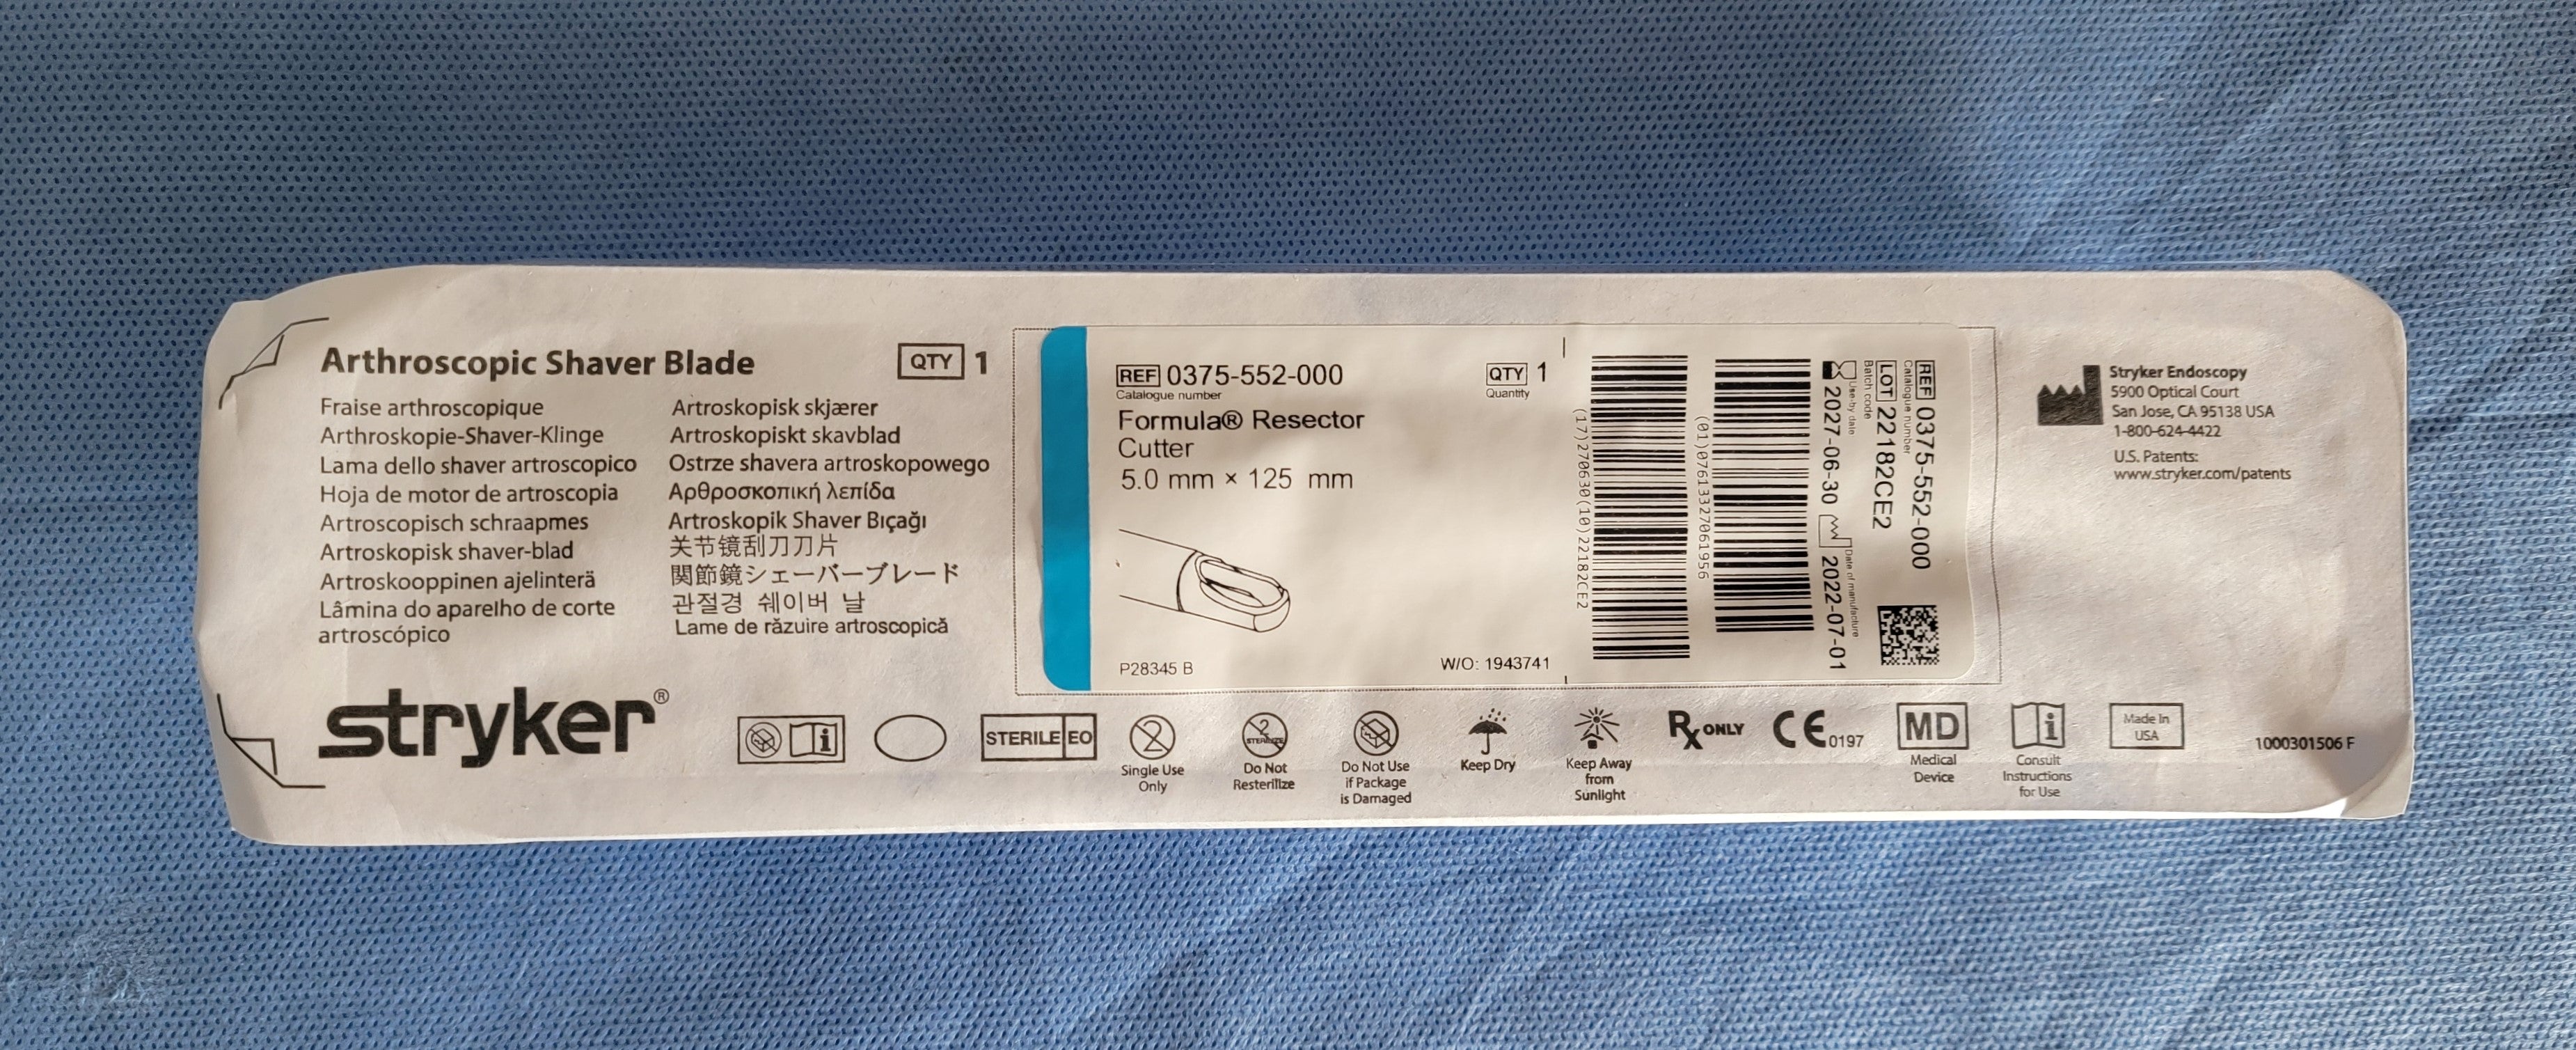 Arthroscopic Shaver Blade
QTY 1
Fraise arthroscopique
Arthroskopie-Shaver-Klinge
Lama dello shaver artroscopico
Hoja de motor de artroscopia
Artroscopisch schraapmes
Artroskopisk shaver-blad
Artroskooppinen ajelinterä
Lâmina do aparelho de corte
artroscópico
Artroskopisk skjærer
Artroskopiskt skavblad
Ostrze shavera artroskopowego
Αρθροσκοπική λεπίδα
Artroskopik Shaver Bıçağı
关节镜刮刀刀片
関節鏡シェーバーブレード
관절경 쉐이버 날
Lame de răzuire artroscopică
stryker®
REF 0375-552-000
Catalogue number
QTY 1
Quantity
Formula® Resector
Cutter
5.0 mm × 125 mm
P28345 B
W/O: 1943741
(17)270630(10)22182CE2
(01)07613327061956
REF 0375-552-000
Catalogue number
LOT 22182CE2
Batch code
2027-06-30
Use-by date
2022-07-01
Date of manufacture
Stryker Endoscopy
5900 Optical Court
San Jose, CA 95138 USA
1-800-624-4422
U.S. Patents:
www.stryker.com/patents
STERILE EO
2
Single Use
Only
2
STERILIZE
Do Not
Resterilize
Do Not Use
if Package
is Damaged
Keep Dry
Keep Away
from
Sunlight
Rx ONLY
CE 0197
MD
Medical
Device
i
Consult
Instructions
for Use
Made In
USA
1000301506 F